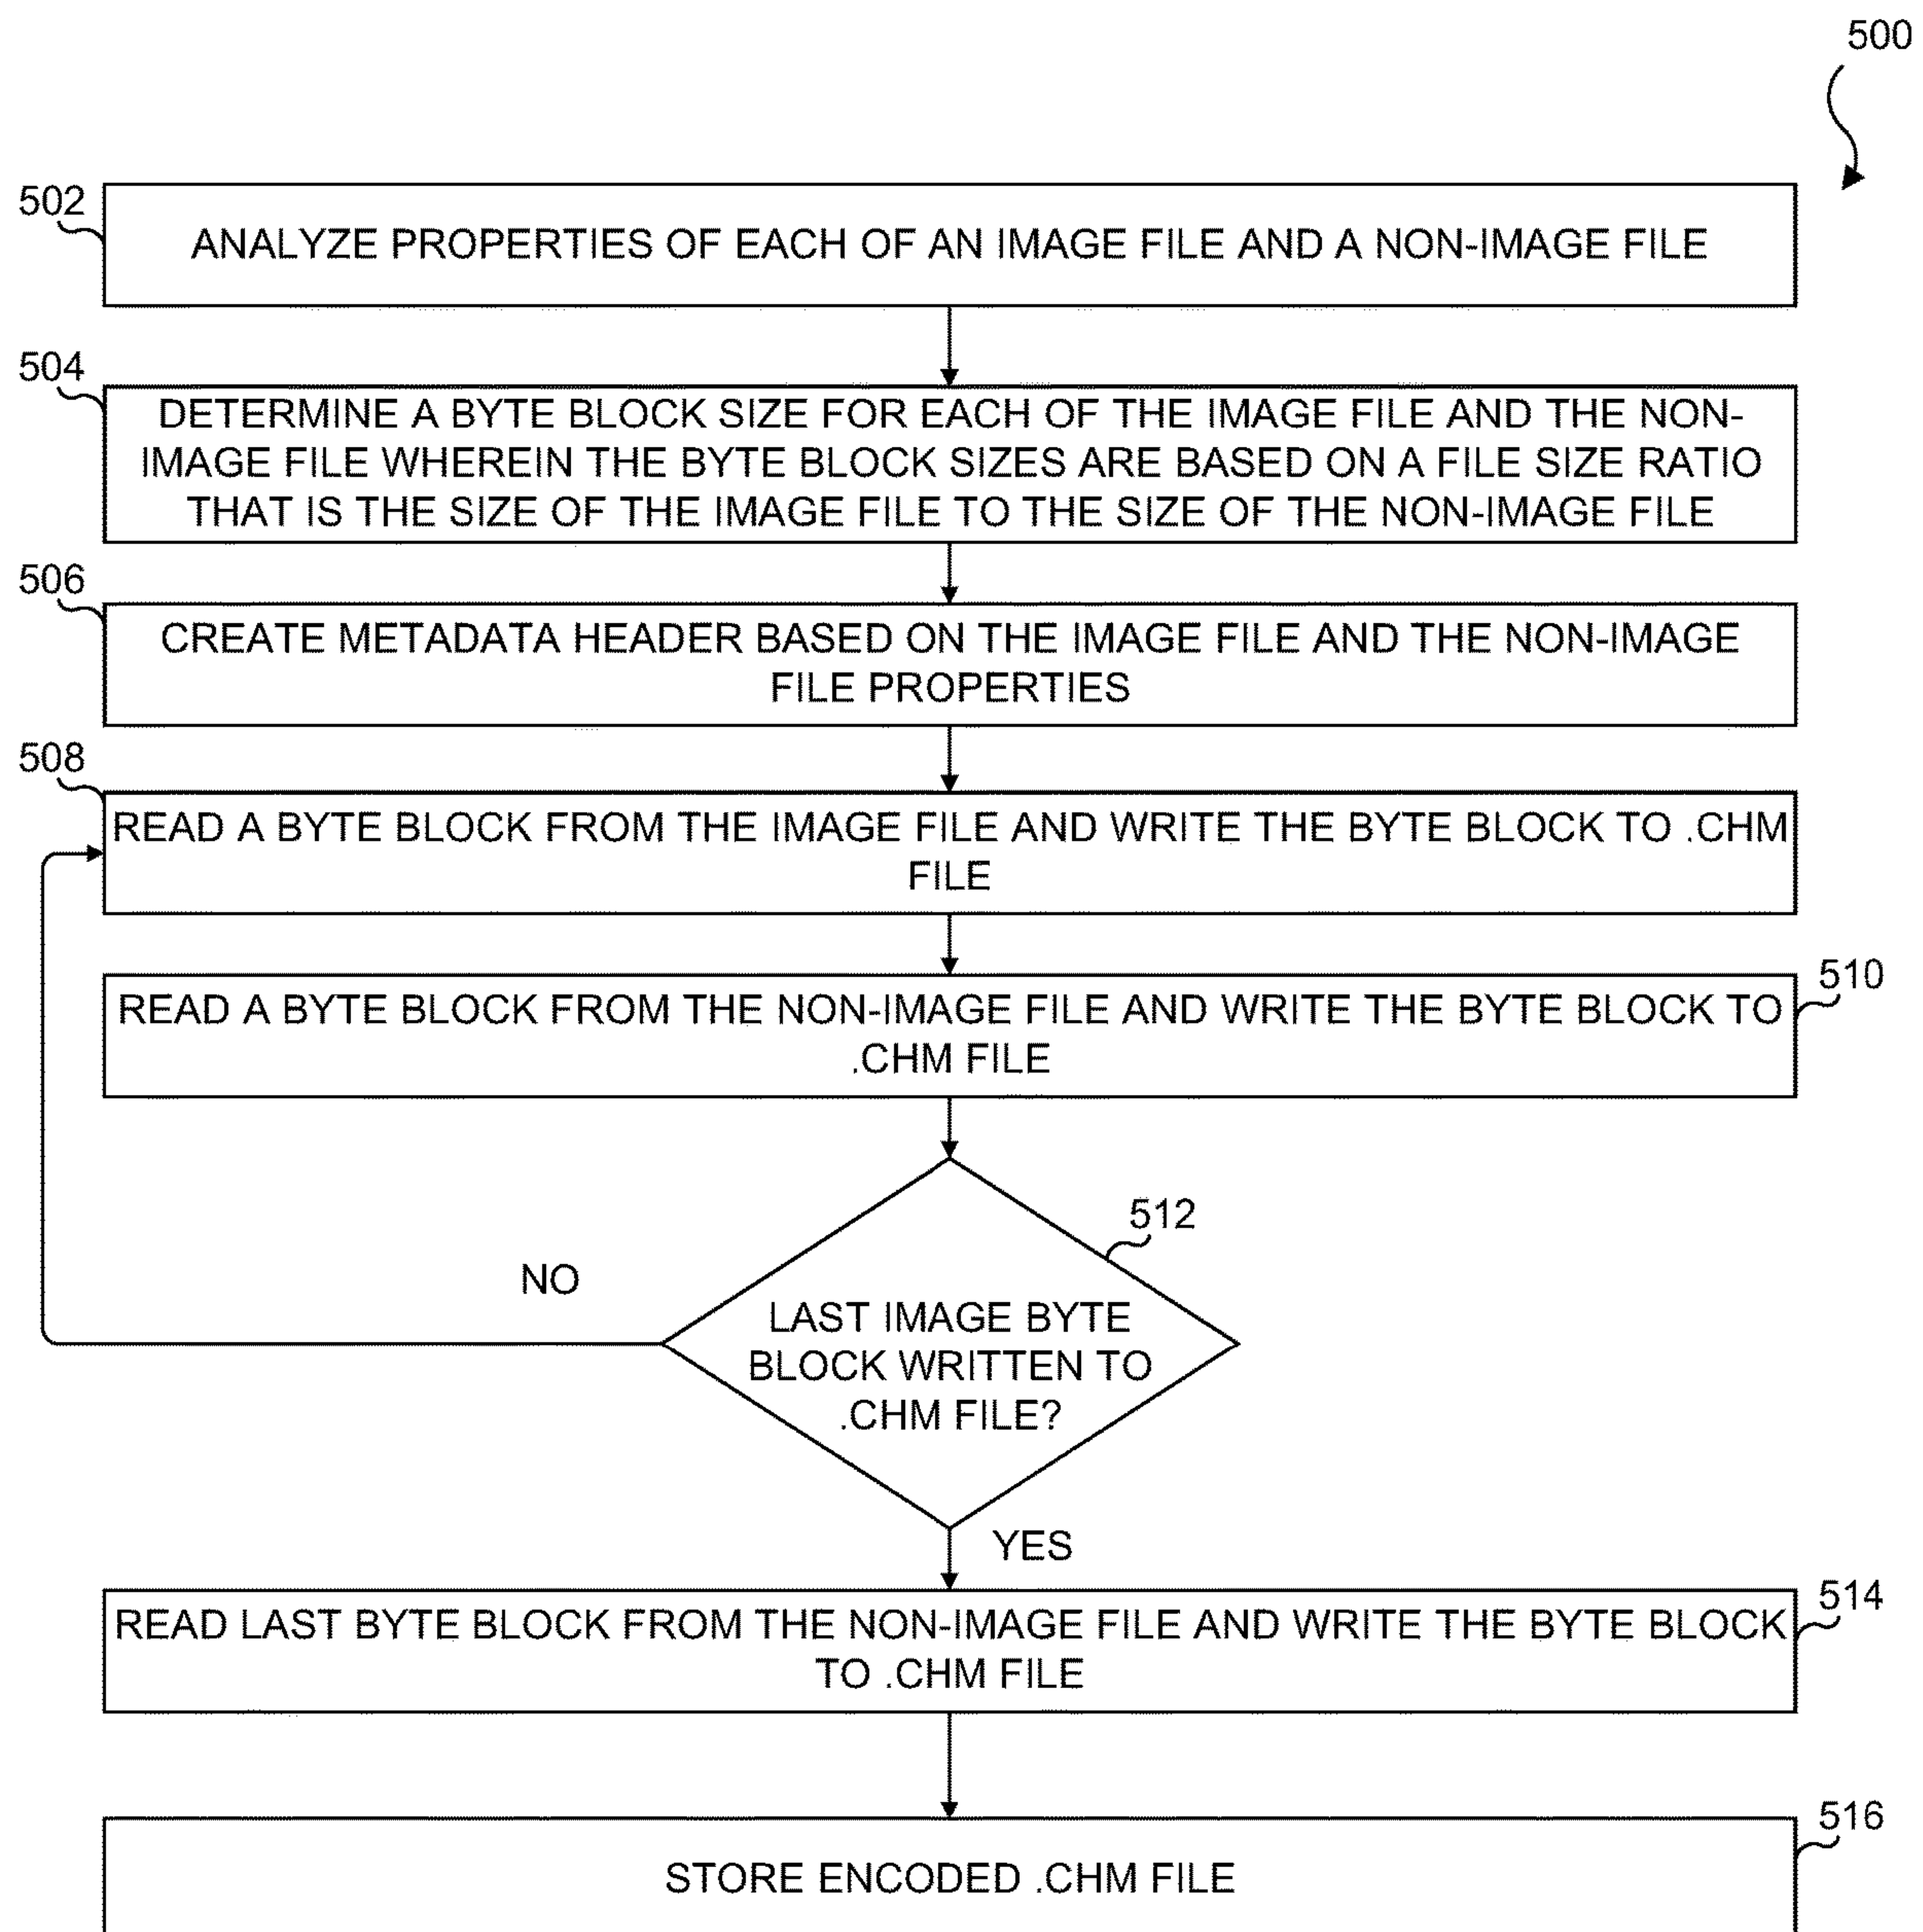 500
502
ANALYZE PROPERTIES OF EACH OF AN IMAGE FILE AND A NON-IMAGE FILE
504
DETERMINE A BYTE BLOCK SIZE FOR EACH OF THE IMAGE FILE AND THE NON-
IMAGE FILE WHEREIN THE BYTE BLOCK SIZES ARE BASED ON A FILE SIZE RATIO
THAT IS THE SIZE OF THE IMAGE FILE TO THE SIZE OF THE NON-IMAGE FILE
506
CREATE METADATA HEADER BASED ON THE IMAGE FILE AND THE NON-IMAGE
FILE PROPERTIES
508
READ A BYTE BLOCK FROM THE IMAGE FILE AND WRITE THE BYTE BLOCK TO .CHM
FILE
510
READ A BYTE BLOCK FROM THE NON-IMAGE FILE AND WRITE THE BYTE BLOCK TO
.CHM FILE
512
NO
LAST IMAGE BYTE
BLOCK WRITTEN TO
.CHM FILE?
YES
514
READ LAST BYTE BLOCK FROM THE NON-IMAGE FILE AND WRITE THE BYTE BLOCK
TO .CHM FILE
516
STORE ENCODED .CHM FILE